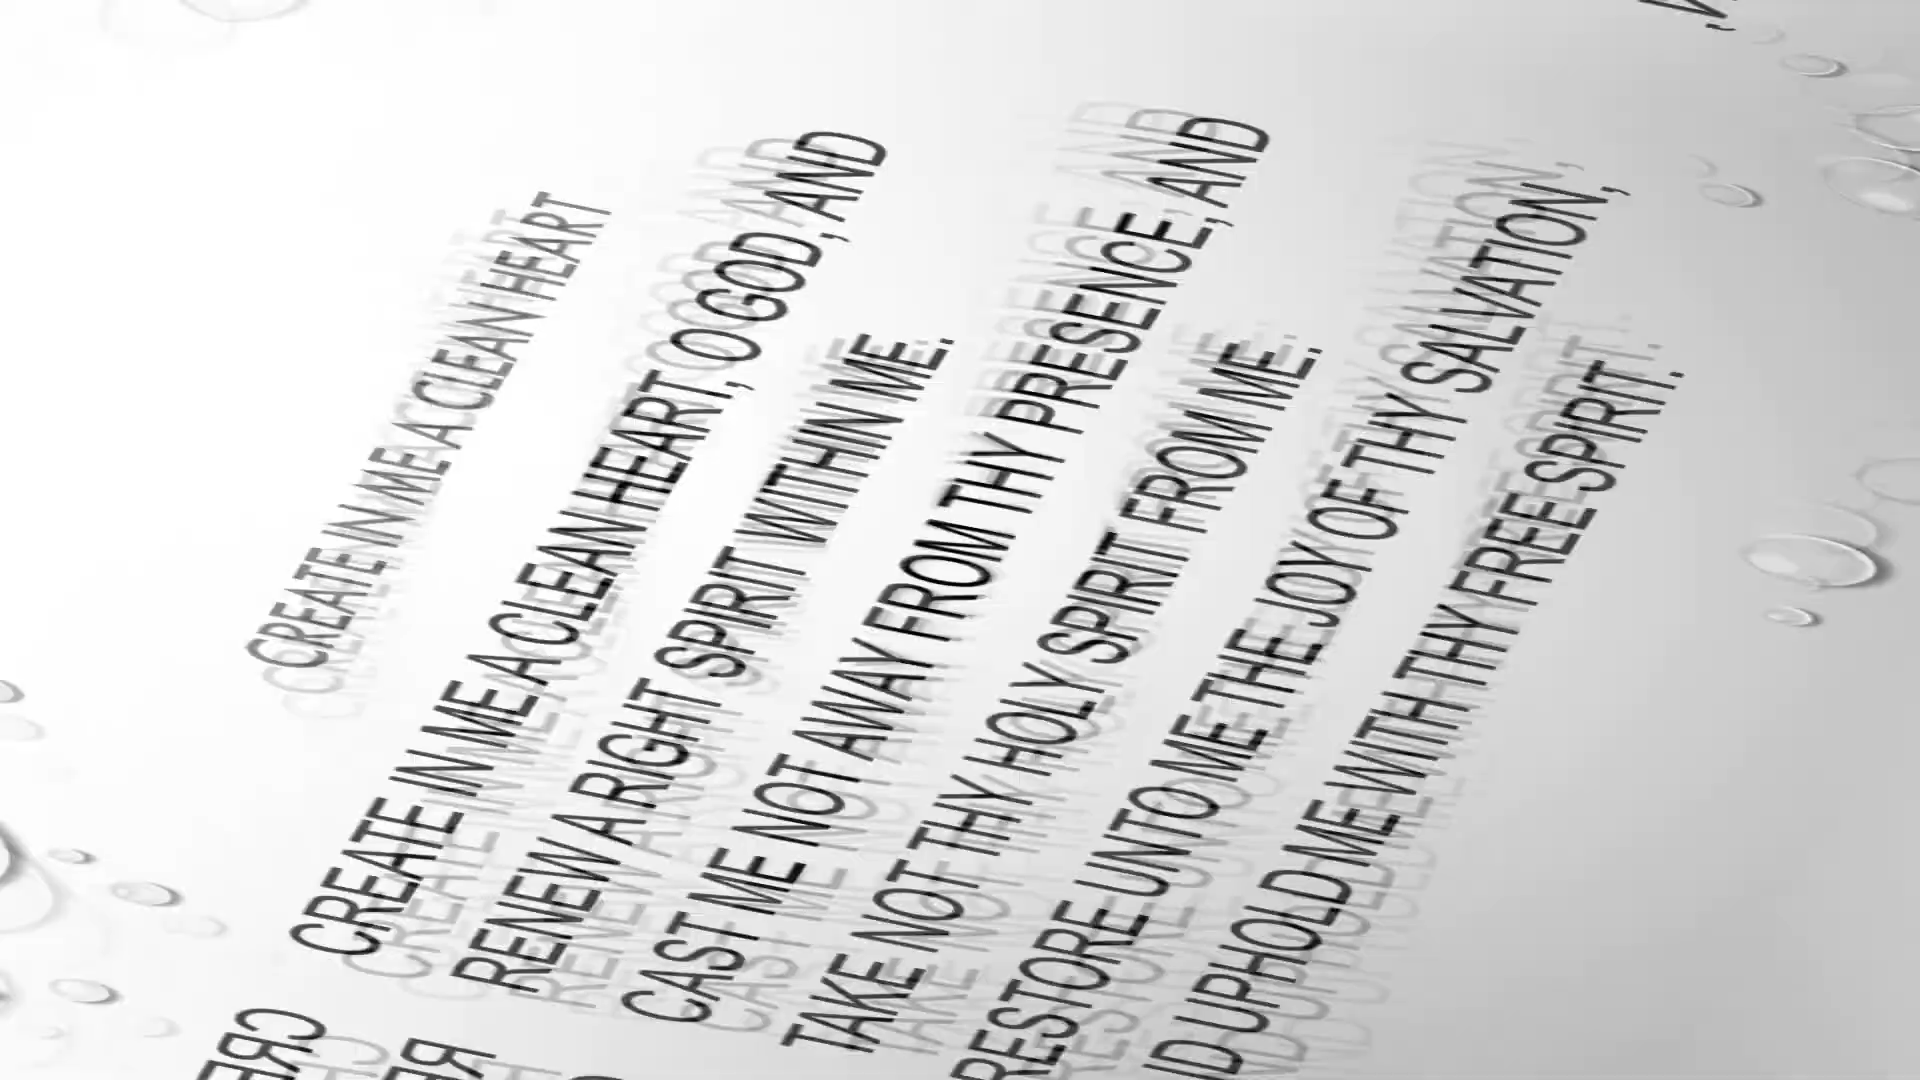 CREATE IN ME A CLEAN HEART
CREATE IN ME A CLEAN HEART, O GOD, AND
RENEW A RIGHT SPIRIT WITHIN ME.
CAST ME NOT AWAY FROM THY PRESENCE, AND
TAKE NOT THY HOLY SPIRIT FROM ME.
RESTORE UNTO ME THE JOY OF THY SALVATION,
ND UPHOLD ME WITH THY FREE SPIRIT.